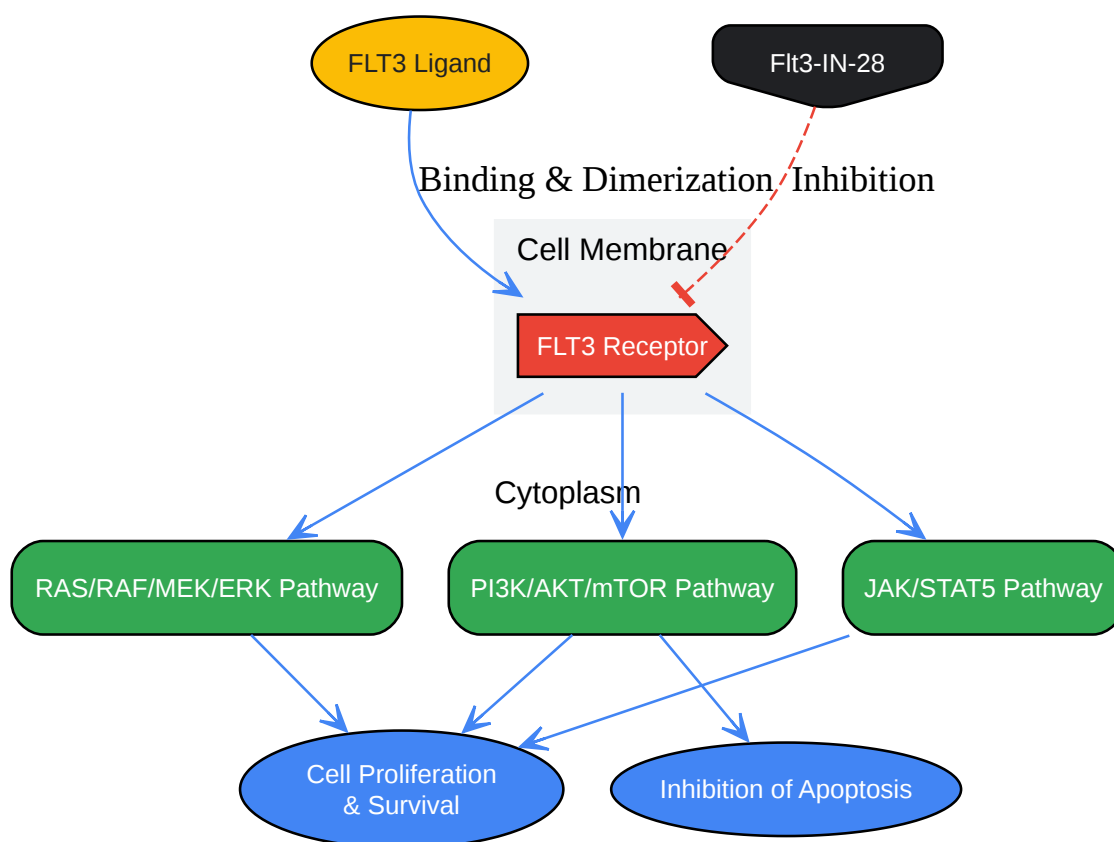 FLT3 Ligand
Flt3-IN-28
Binding & Dimerization
Inhibition
Cell Membrane
FLT3 Receptor
Cytoplasm
RAS/RAF/MEK/ERK Pathway
PI3K/AKT/mTOR Pathway
JAK/STAT5 Pathway
Cell Proliferation
& Survival
Inhibition of Apoptosis